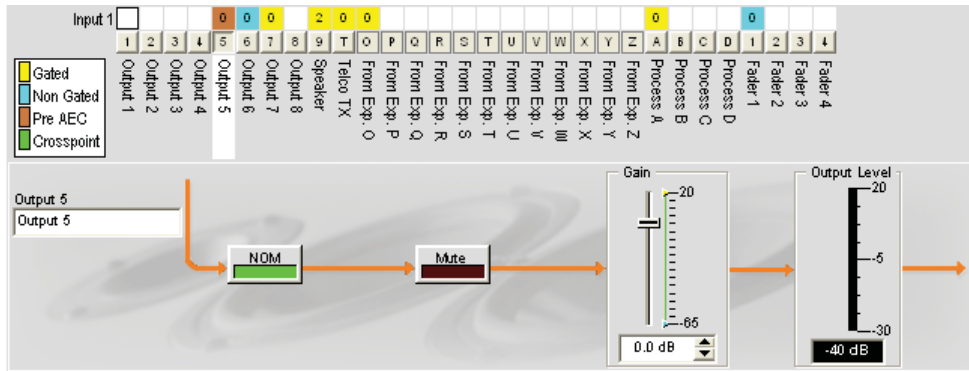 Input 1 0 0 0 2 0 0 0 0
1 2 3 4 5 6 7 8 9 T O P Q R S T U V W X Y Z A B C D 1 2 3 4
Output 1
Output 2
Output 3
Output 4
Output 5
Output 6
Output 7
Output 8
Speaker
Telco TX
From Exp. O
From Exp. P
From Exp. Q
From Exp. R
From Exp. S
From Exp. T
From Exp. U
From Exp. V
From Exp. W
From Exp. X
From Exp. Y
From Exp. Z
Process A
Process B
Process C
Process D
Fader 1
Fader 2
Fader 3
Fader 4
Gated
Non Gated
Pre AEC
Crosspoint
Output 5
Output 5
NOM
Mute
Gain
20
-65
0.0 dB
Output Level
20
-5
-30
-40 dB